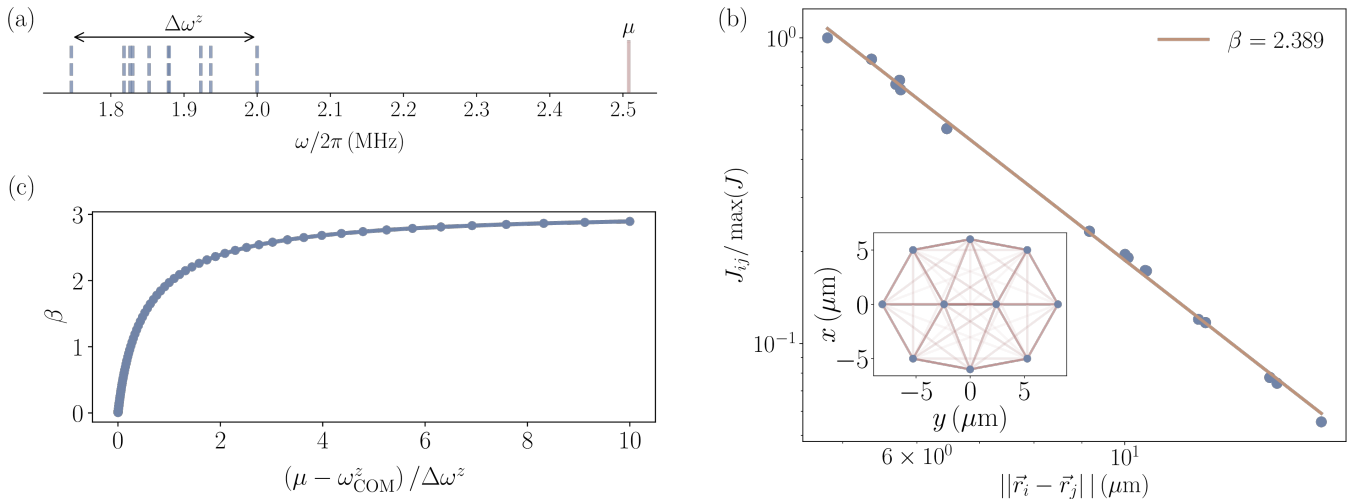 (a)
Δω^z
μ
1.8 1.9 2.0 2.1 2.2 2.3 2.4 2.5
ω/2π (MHz)
(c)
3
2
1
0
β
0 2 4 6 8 10
(μ − ω^z_COM) / Δω^z
(b)
10^0
10^−1
J_ij / max(J)
β = 2.389
5
0
−5
x (μm)
−5 0 5
y (μm)
6 × 10^0 10^1
||r⃗_i − r⃗_j|| (μm)